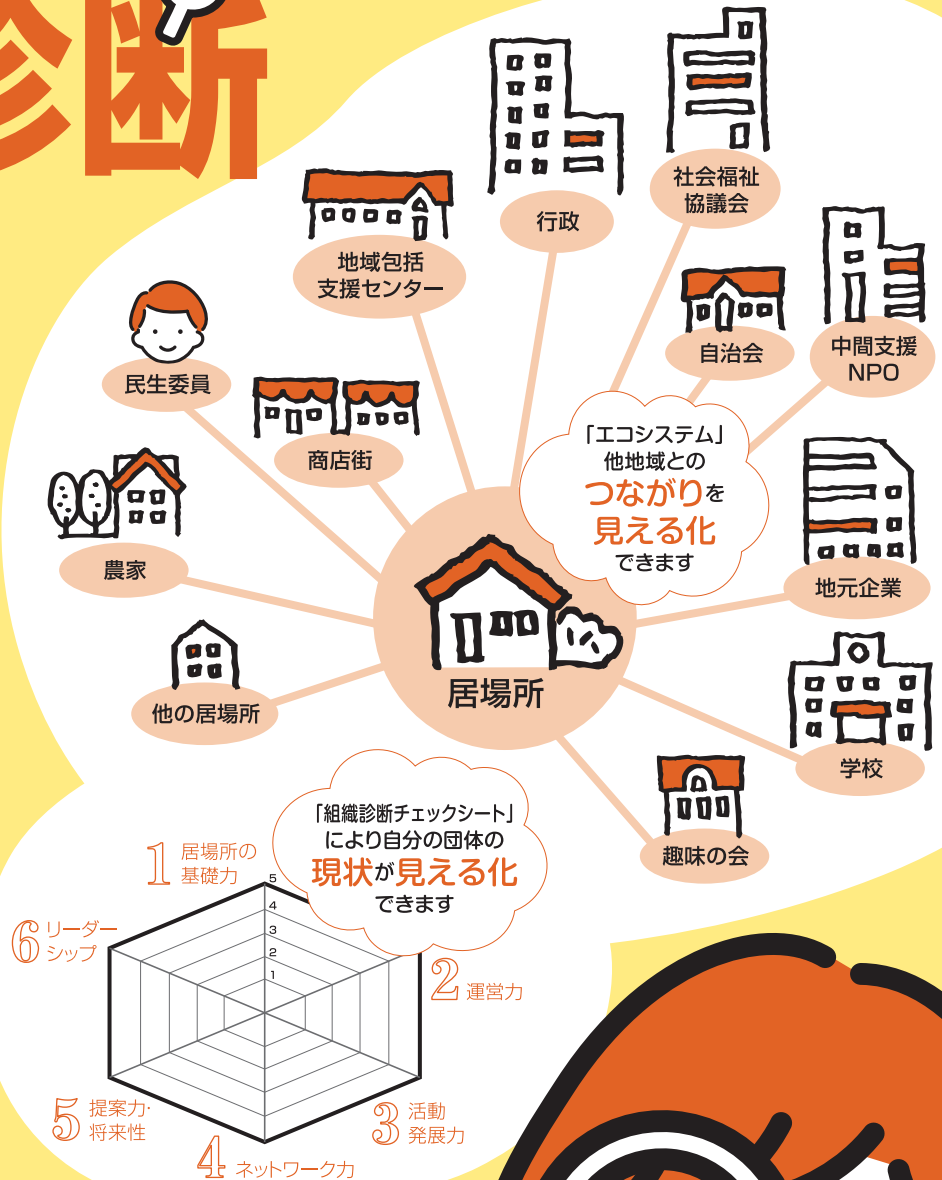 診断
行政
社会福祉
協議会
地域包括
支援センター
自治会
中間支援
NPO
民生委員
商店街
「エコシステム」
他地域との
つながりを
見える化
できます
農家
地元企業
他の居場所
居場所
学校
趣味の会
「組織診断チェックシート」
により自分の団体の
現状が見える化
できます
1 居場所の
基礎力
5
4
3
2
1
6 リーダー
シップ
2 運営力
5 提案力・
将来性
3 活動
発展力
4 ネットワーク力